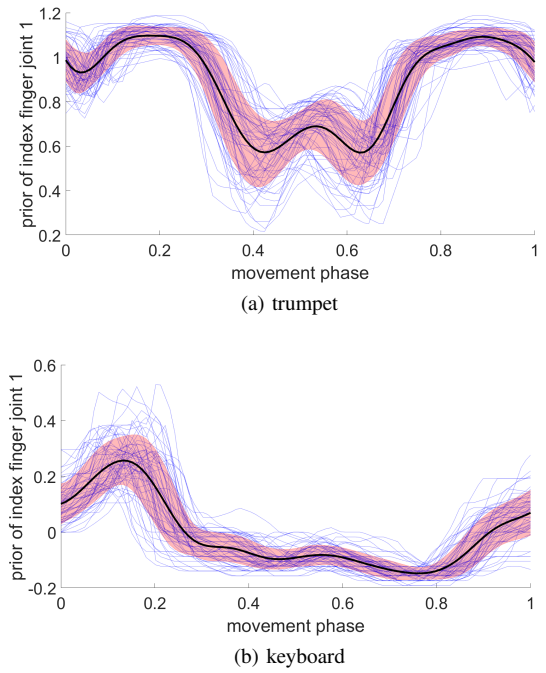 1.2
1
0.8
0.6
0.4
0.2
prior of index finger joint 1
0 0.2 0.4 0.6 0.8 1
movement phase
(a) trumpet
0.6
0.4
0.2
0
-0.2
prior of index finger joint 1
0 0.2 0.4 0.6 0.8 1
movement phase
(b) keyboard